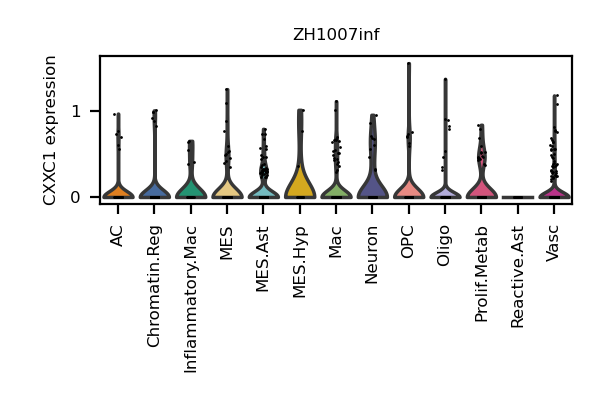 ZH1007inf
CXXC1 expression
1
0
AC
Chromatin.Reg
Inflammatory.Mac
MES
MES.Ast
MES.Hyp
Mac
Neuron
OPC
Oligo
Prolif.Metab
Reactive.Ast
Vasc